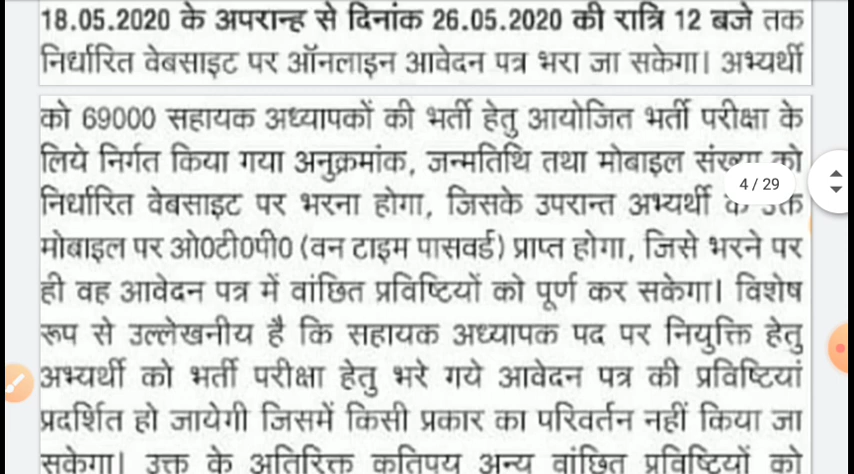 18.05.2020 के अपरान्ह से दिनांक 26.05.2020 की रात्रि 12 बजे तक
निर्धारित वेबसाइट पर ऑनलाइन आवेदन पत्र भरा जा सकेगा। अभ्यर्थी
को 69000 सहायक अध्यापकों की भर्ती हेतु आयोजित भर्ती परीक्षा के
लिये निर्गत किया गया अनुक्रमांक, जन्मतिथि तथा मोबाइल संख्या को
4 / 29
निर्धारित वेबसाइट पर भरना होगा, जिसके उपरान्त अभ्यर्थी के उक्त
मोबाइल पर ओ0टी0पी0 (वन टाइम पासवर्ड) प्राप्त होगा, जिसे भरने पर
ही वह आवेदन पत्र में वांछित प्रविष्टियों को पूर्ण कर सकेगा। विशेष
रूप से उल्लेखनीय है कि सहायक अध्यापक पद पर नियुक्ति हेतु
अभ्यर्थी को भर्ती परीक्षा हेतु भरे गये आवेदन पत्र की प्रविष्टियां
प्रदर्शित हो जायेगी जिसमें किसी प्रकार का परिवर्तन नहीं किया जा
सकेगा। उक्त के अतिरिक्त कतिपय अन्य वांछित प्रविष्टियों को